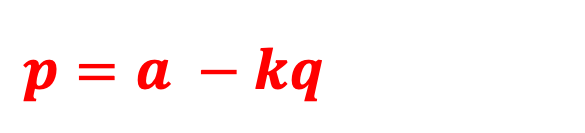 p = a − kq